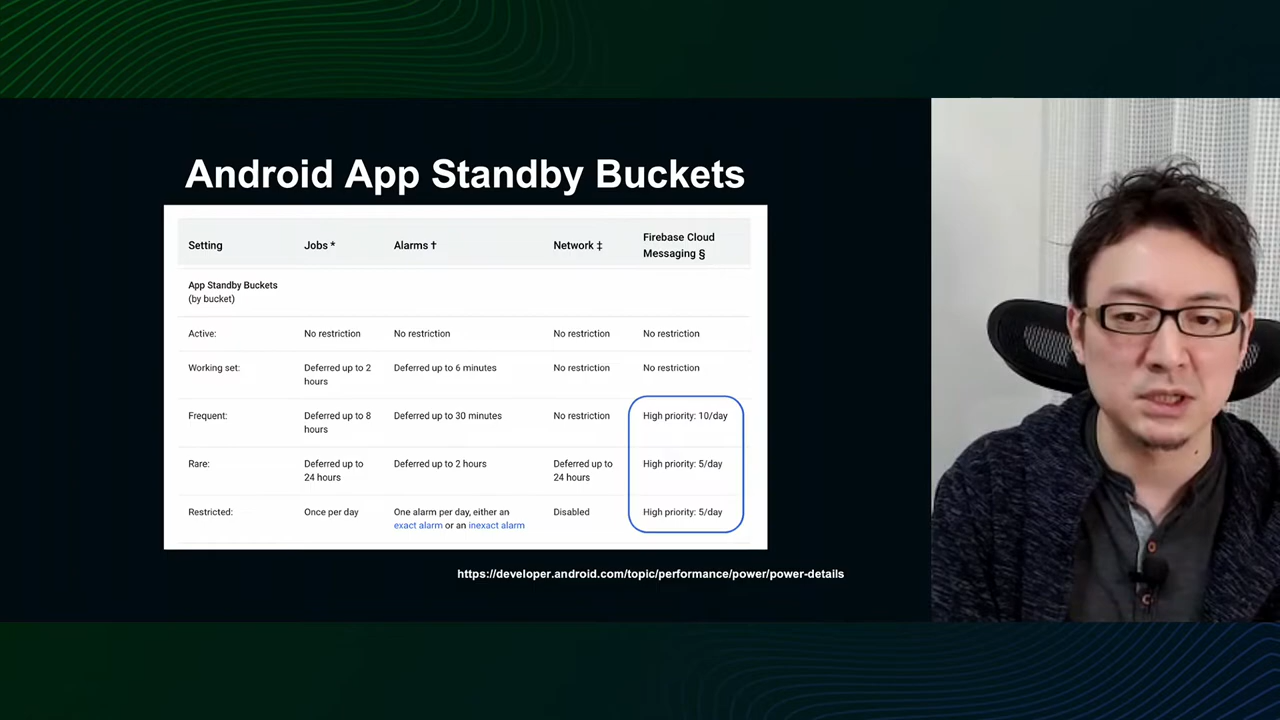 Android App Standby Buckets
Setting
Jobs *
Alarms †
Network ‡
Firebase Cloud
Messaging §
App Standby Buckets
(by bucket)
Active:
No restriction
No restriction
No restriction
No restriction
Working set:
Deferred up to 2
hours
Deferred up to 6 minutes
No restriction
No restriction
Frequent:
Deferred up to 8
hours
Deferred up to 30 minutes
No restriction
High priority: 10/day
Rare:
Deferred up to
24 hours
Deferred up to 2 hours
Deferred up to
24 hours
High priority: 5/day
Restricted:
Once per day
One alarm per day, either an
exact alarm or an inexact alarm
Disabled
High priority: 5/day
https://developer.android.com/topic/performance/power/power-details